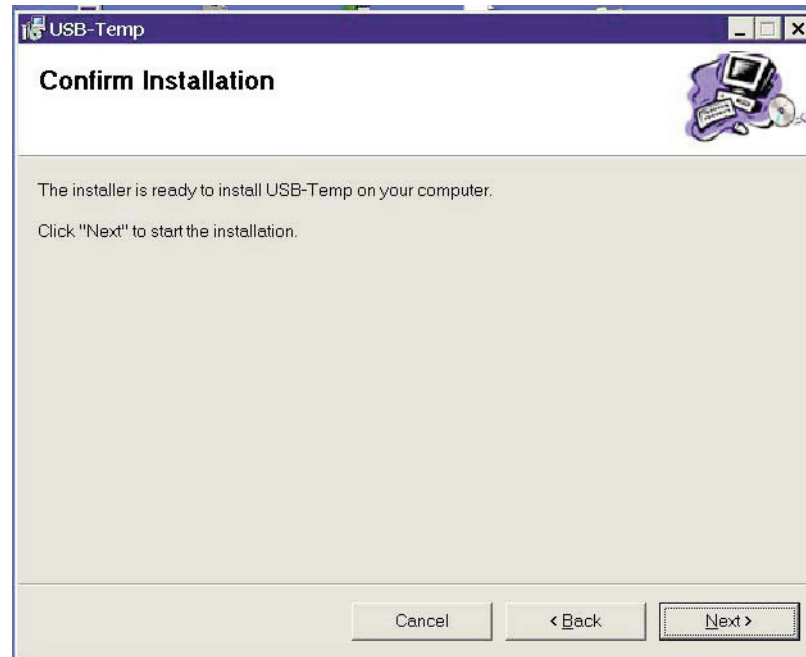 USB-Temp
Confirm Installation
The installer is ready to install USB-Temp on your computer.
Click "Next" to start the installation.
Cancel
< Back
Next >